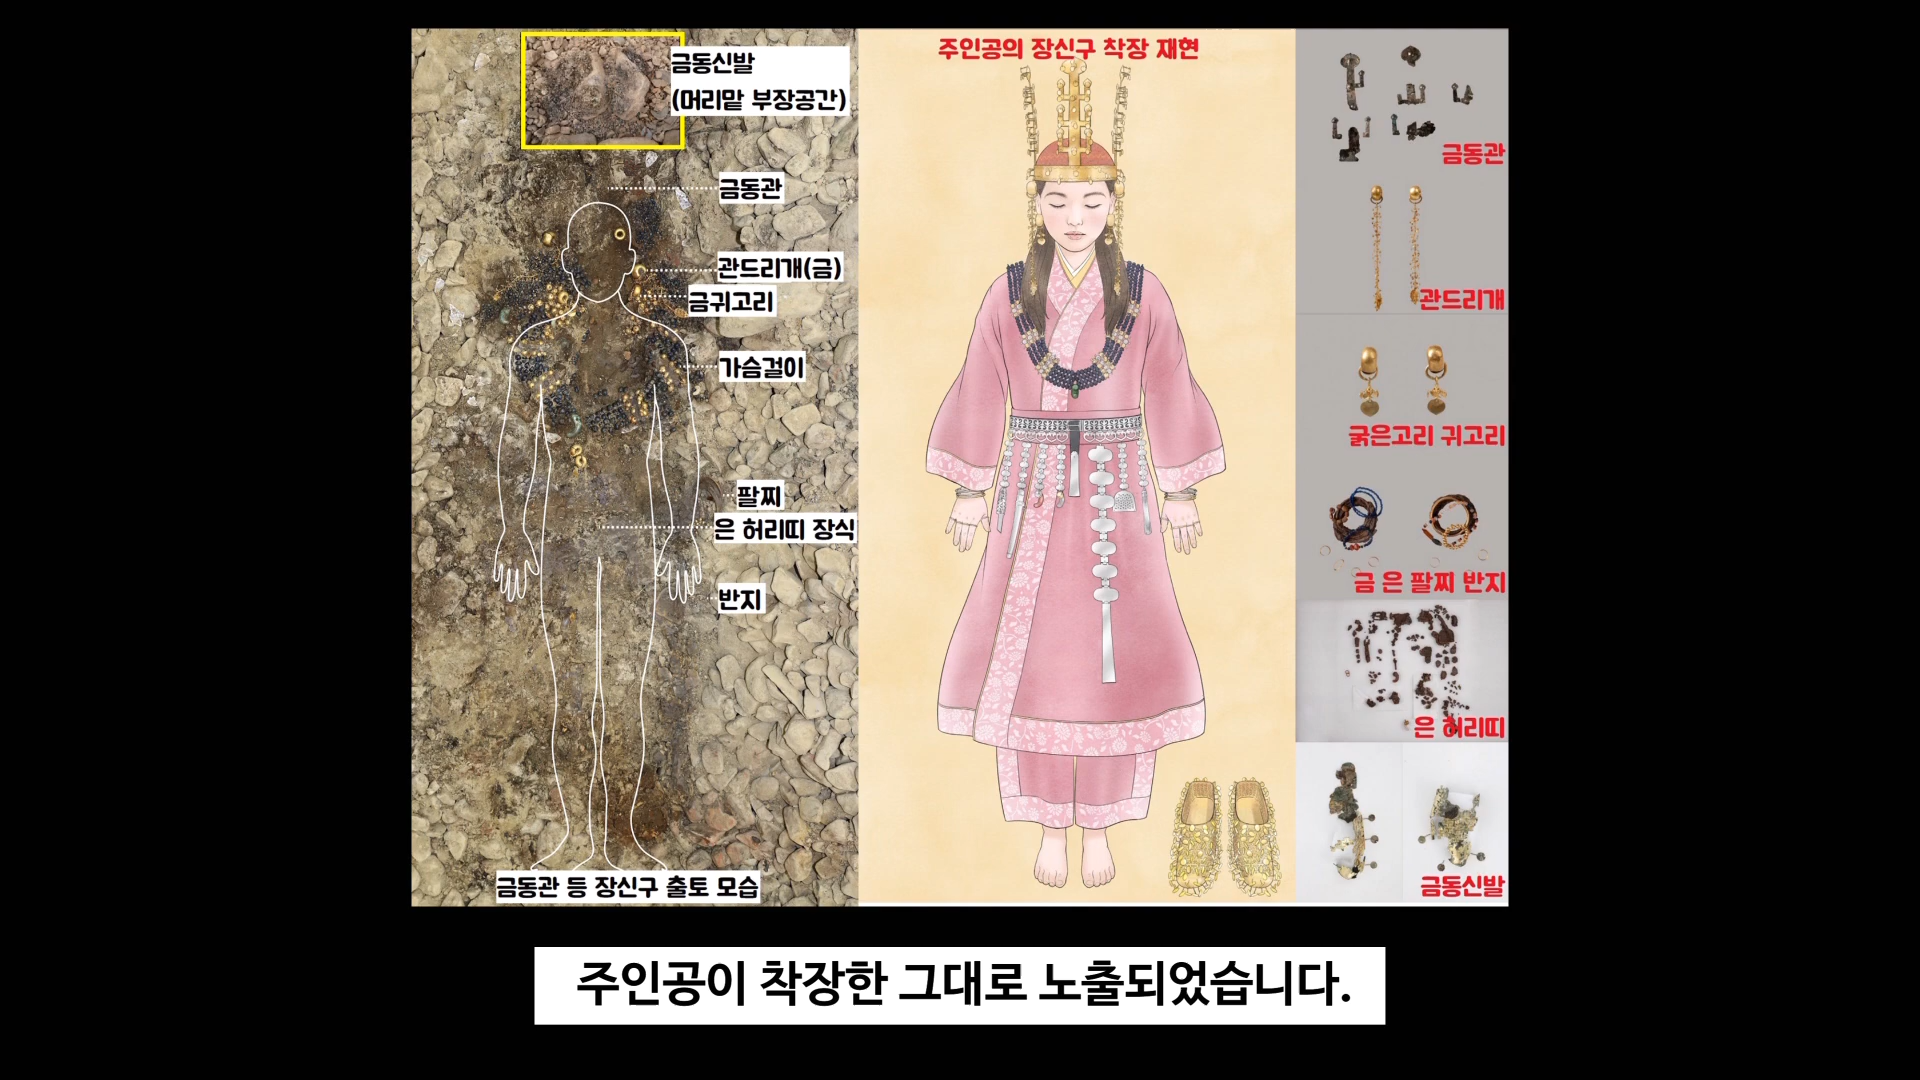 금동신발
(머리맡 부장공간)
금동관
관드리개(금)
금귀고리
가슴걸이
팔찌
은 허리띠 장식
반지
금동관 등 장신구 출토 모습
주인공의 장신구 착장 재현
금동관
관드리개
굵은고리 귀고리
금 은 팔찌 반지
은 허리띠
금동신발
주인공이 착장한 그대로 노출되었습니다.